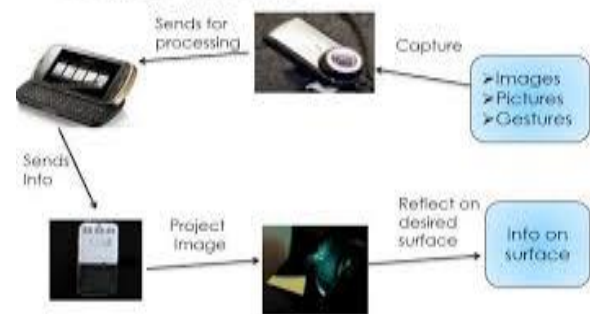 Sends for
processing
Capture
➢Images
➢Pictures
➢Gestures
Sends
Info
Project
Image
Reflect on
desired
surface
Info on
surface